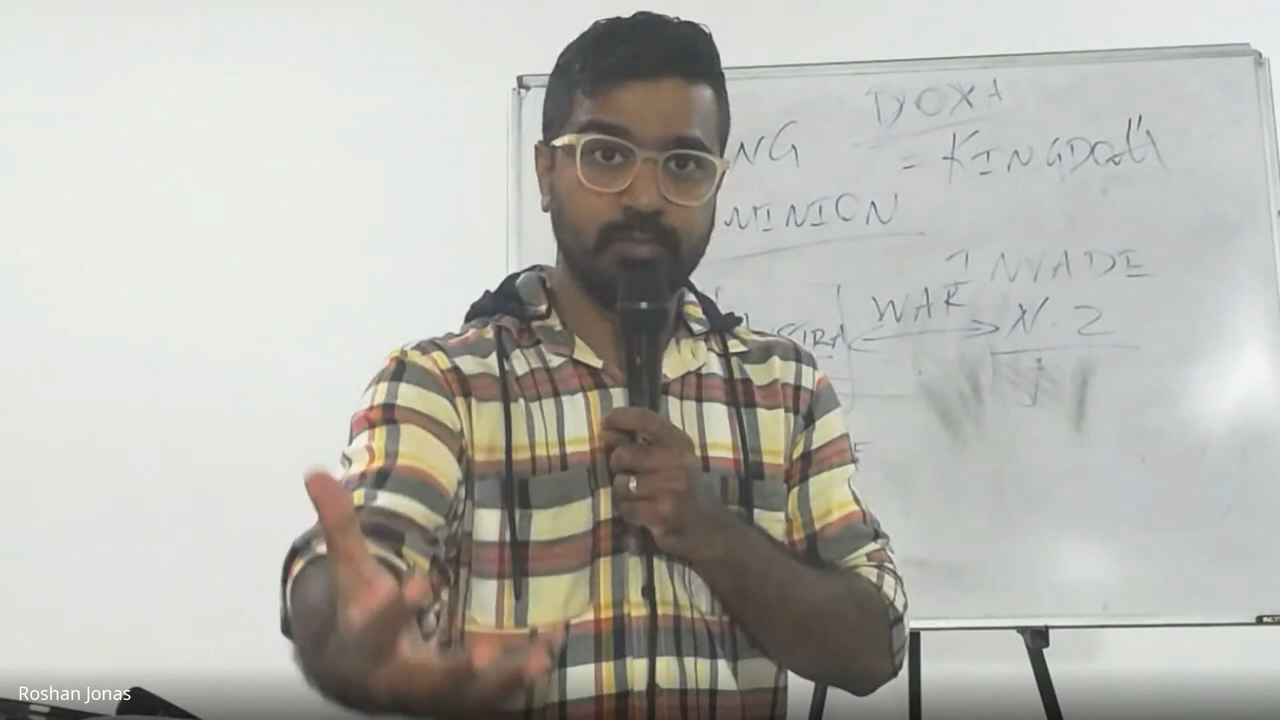 DOXA
NG = KINGDOM
MINION
INVADE
WAR N.2
Roshan Jonas